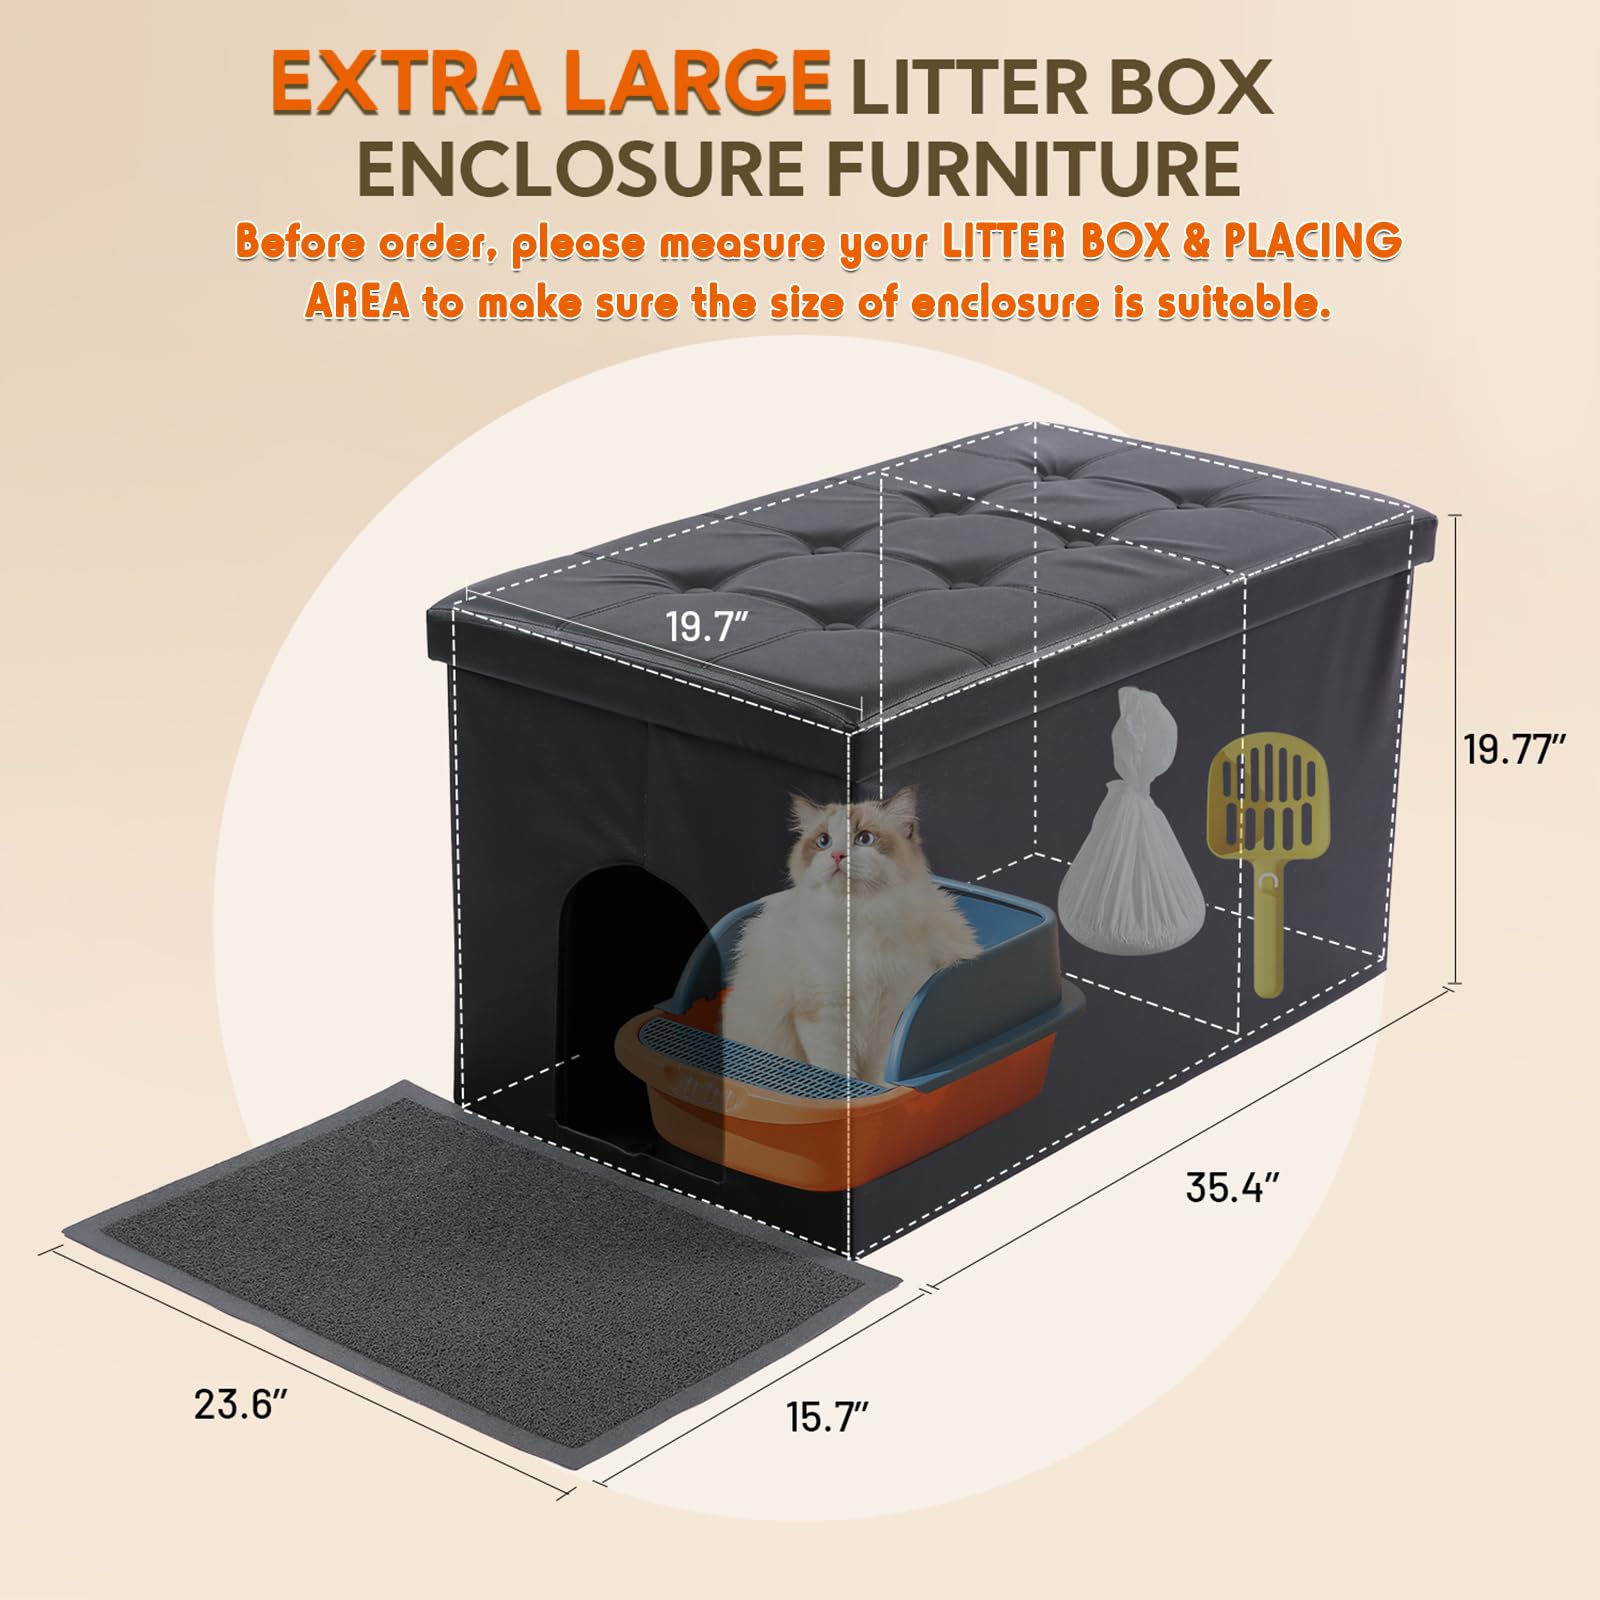 EXTRA LARGE LITTER BOX
ENCLOSURE FURNITURE
Before order, please measure your LITTER BOX & PLACING
AREA to make sure the size of enclosure is suitable.
19.7"
19.77"
35.4"
23.6"
15.7"